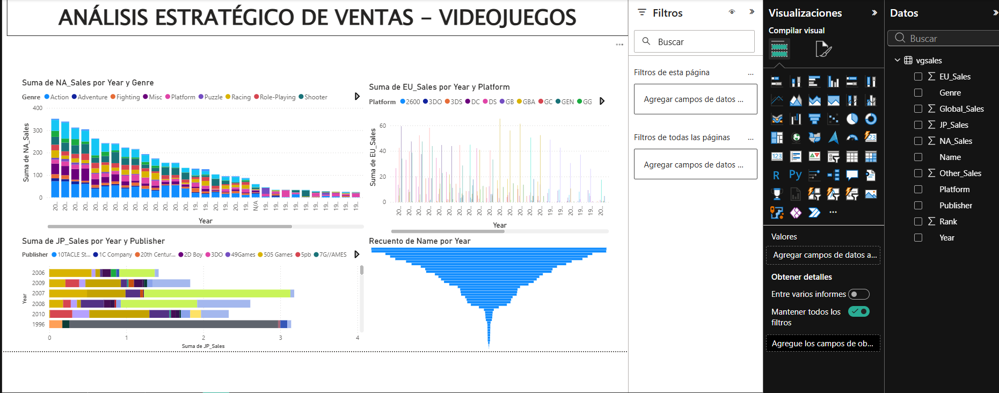 ANÁLISIS ESTRATÉGICO DE VENTAS – VIDEOJUEGOS
Suma de NA_Sales por Year y Genre
Genre Action Adventure Fighting Misc Platform Puzzle Racing Role-Playing Shooter
Suma de NA_Sales
400
300
200
100
0
20... 20... 20... 20... 20... 20... 20... 20... 20... 20... 20... 20... 20... 20... 19... 19... 20... 20... 20... 19... N/A 19... 19... 19... 19... 19... 19... 19... 19... 19... 19...
Year
Suma de EU_Sales por Year y Platform
Platform 2600 3DO 3DS DC DS GB GBA GC GEN GG
Suma de EU_Sales
60
40
20
0
20... 20... 20... 20... 20... 20... 20... 20... 20... 20... 20... 20... 20... 20... 20... 19... 19... 20... 19... 19... 20...
Year
Suma de JP_Sales por Year y Publisher
Publisher 10TACLE St... 1C Company 20th Centur... 2D Boy 3DO 49Games 505 Games 5pb 7G//AMES
Year
2006
2009
2007
2008
2010
1996
0 1 2 3 4
Suma de JP_Sales
Recuento de Name por Year
Filtros
Buscar
Filtros de esta página ...
Agregar campos de datos ...
Filtros de todas las páginas ...
Agregar campos de datos ...
Visualizaciones
Compilar visual
123
123
R Py
Valores
Agregar campos de datos a...
Obtener detalles
Entre varios informes
Mantener todos los
filtros
Agregue los campos de ob...
Datos
Buscar
vgsales
EU_Sales
Genre
Global_Sales
JP_Sales
NA_Sales
Name
Other_Sales
Platform
Publisher
Rank
Year